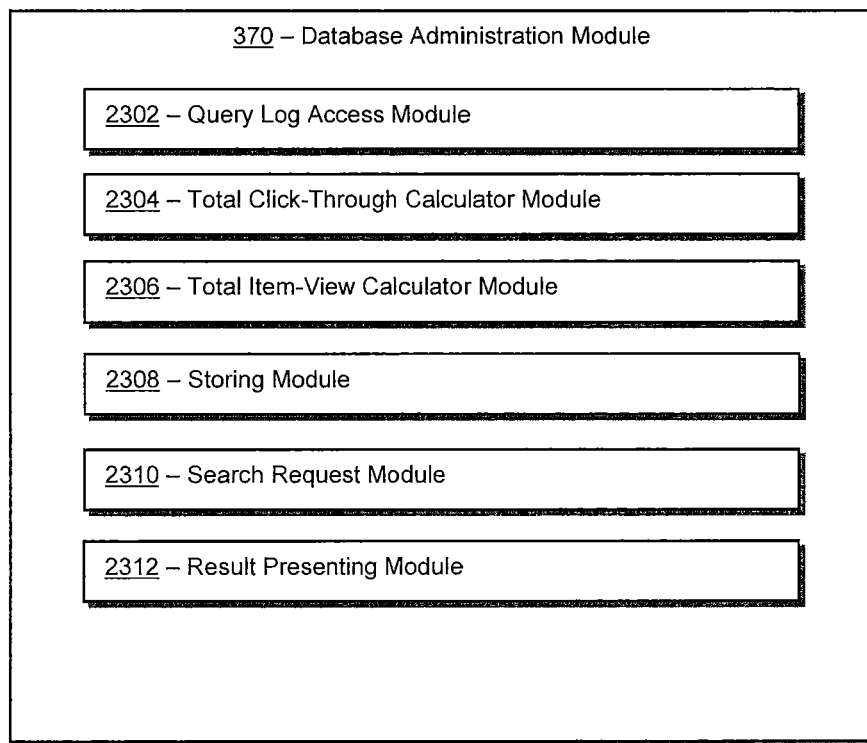 370 – Database Administration Module
2302 – Query Log Access Module
2304 – Total Click-Through Calculator Module
2306 – Total Item-View Calculator Module
2308 – Storing Module
2310 – Search Request Module
2312 – Result Presenting Module